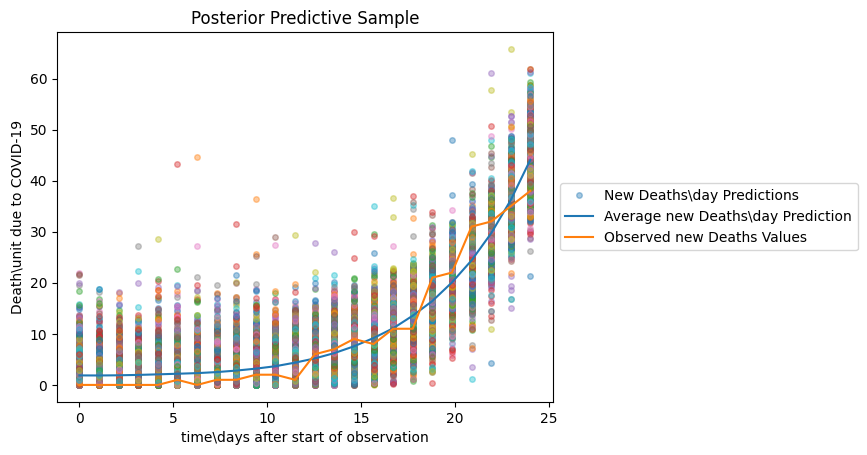 Posterior Predictive Sample
Death\unit due to COVID-19
60
50
40
30
20
10
0
0 5 10 15 20 25
time\days after start of observation
New Deaths\day Predictions
Average new Deaths\day Prediction
Observed new Deaths Values